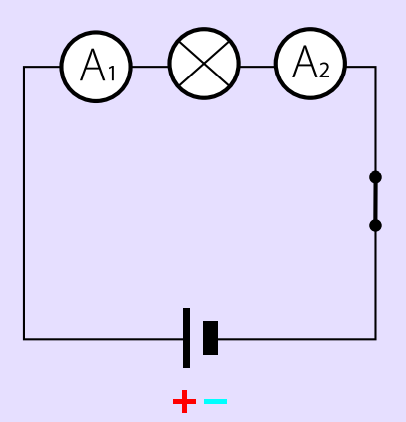 A₁ A₂
+ −